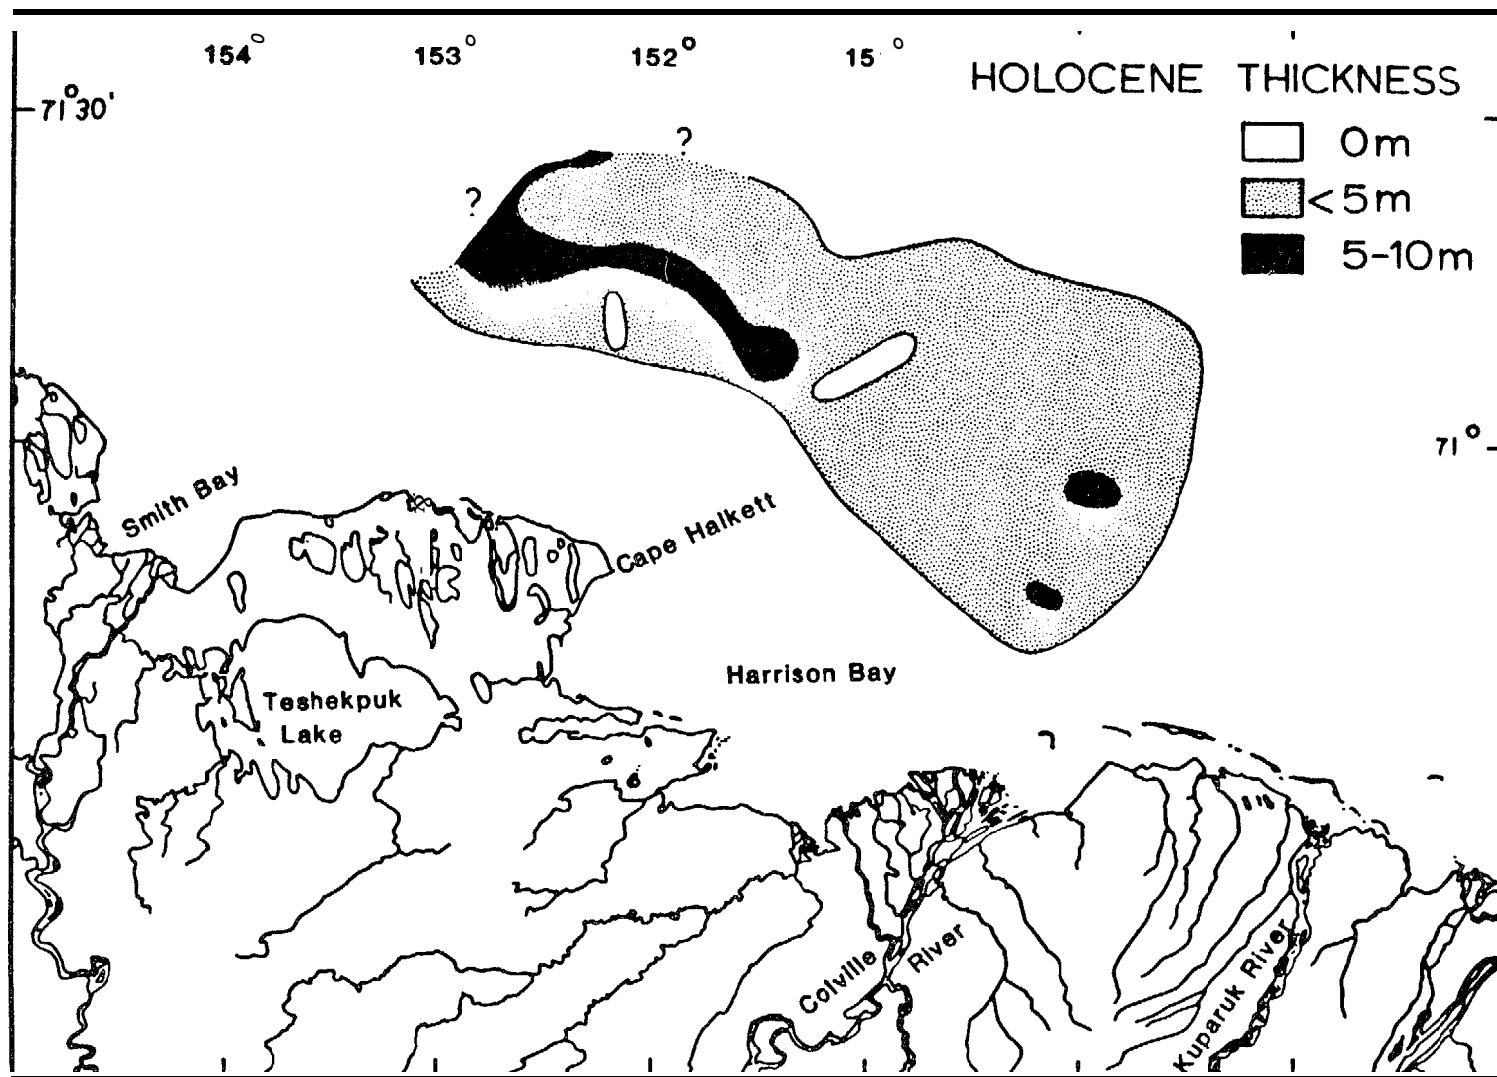 154° 153° 152° 15 °
HOLOCENE THICKNESS
71°30'
0m
<5m
5-10m
?
?
71°
Smith Bay
Cape Halkett
Harrison Bay
Teshekpuk
Lake
Colville River
Kuparuk River